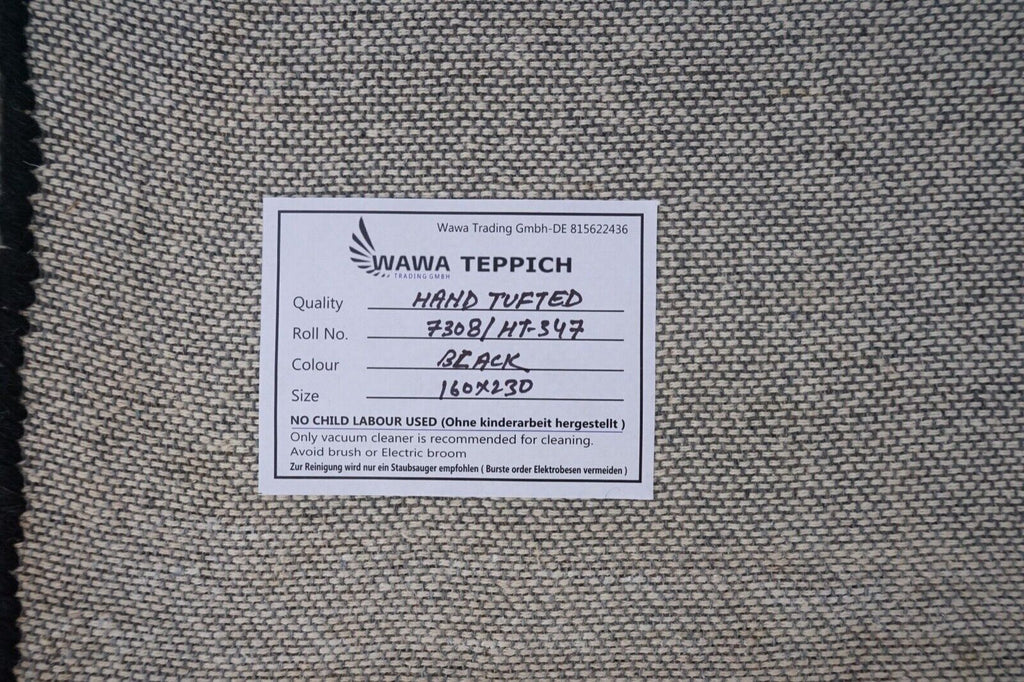 Wawa Trading Gmbh-DE 815622436
WAWA TEPPICH
TRADING GMBH
Quality HAND TUFTED
Roll No. 7308/HT-347
Colour BLACK
Size 160X230
NO CHILD LABOUR USED (Ohne kinderarbeit hergestellt )
Only vacuum cleaner is recommended for cleaning.
Avoid brush or Electric broom
Zur Reinigung wird nur ein Staubsauger empfohlen ( Burste order Elektrobesen vermeiden )